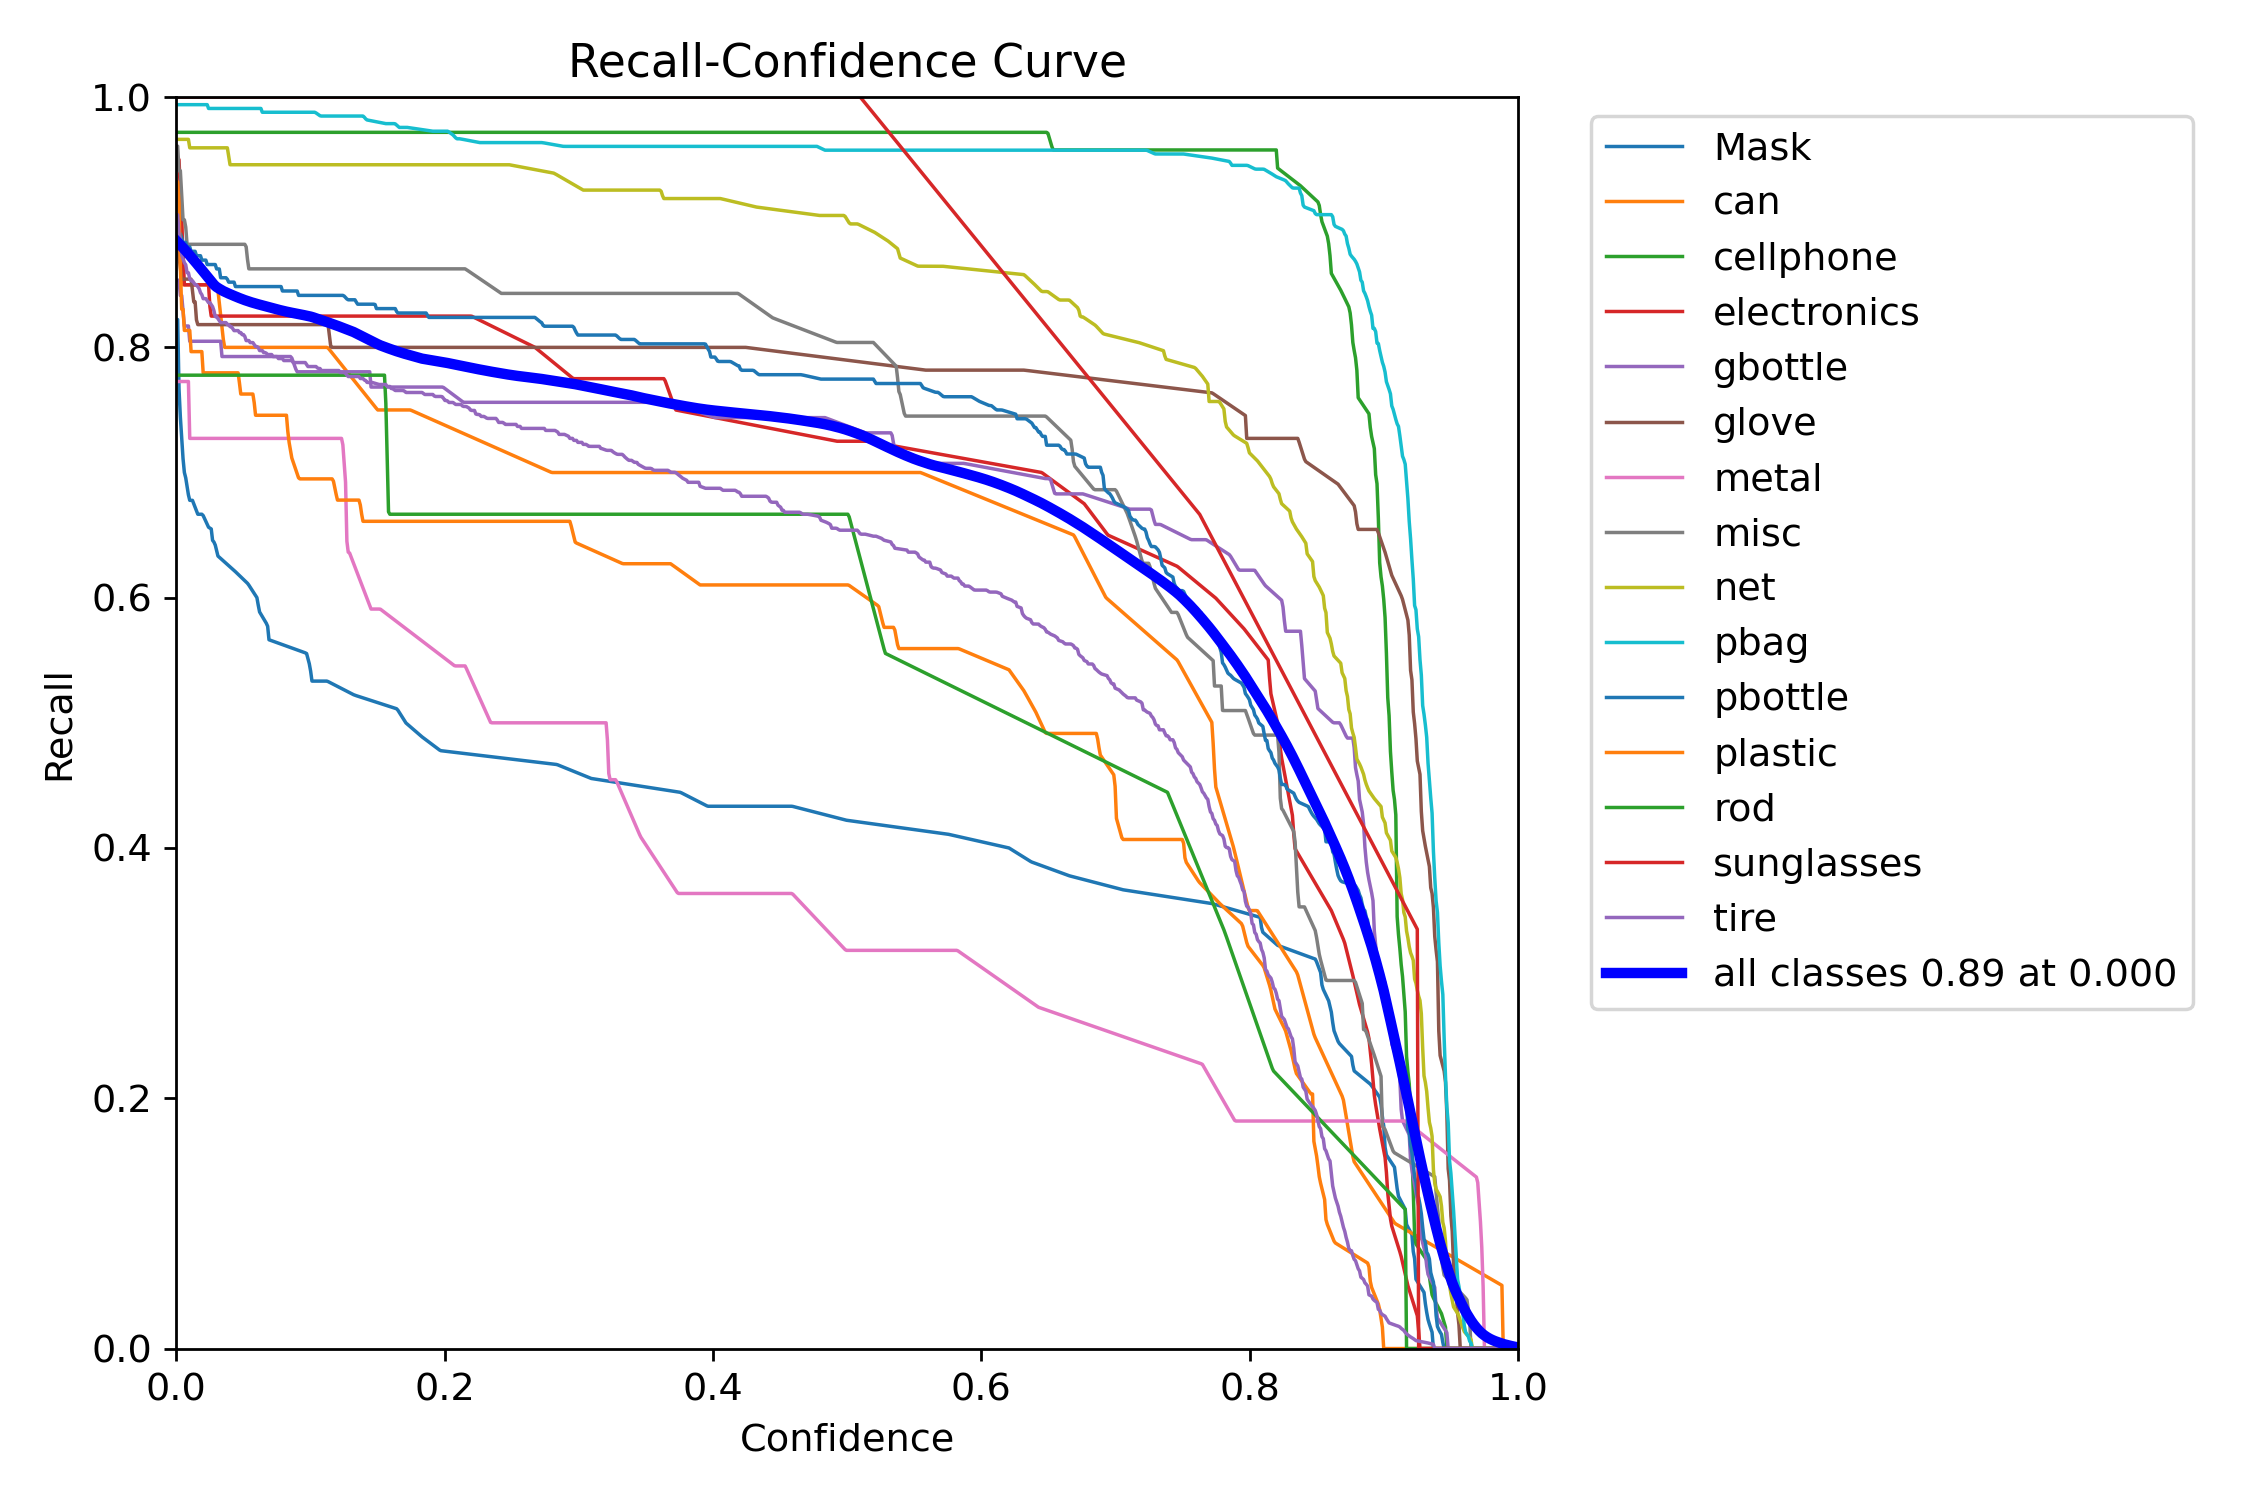 Recall-Confidence Curve
1.0
0.8
0.6
0.4
0.2
0.0
Recall
0.0 0.2 0.4 0.6 0.8 1.0
Confidence
Mask
can
cellphone
electronics
gbottle
glove
metal
misc
net
pbag
pbottle
plastic
rod
sunglasses
tire
all classes 0.89 at 0.000